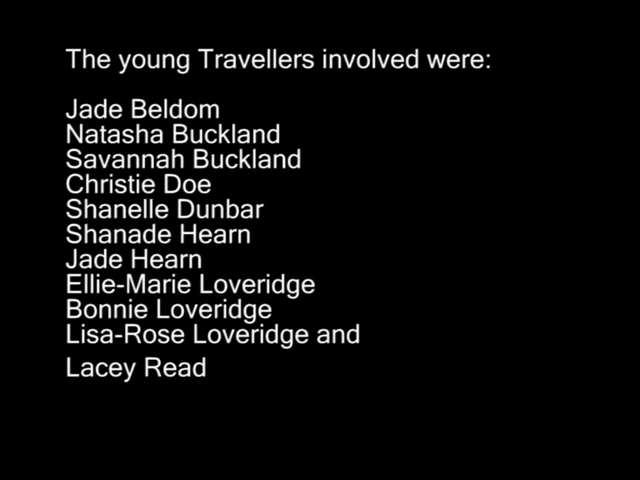 The young Travellers involved were:
Jade Beldom
Natasha Buckland
Savannah Buckland
Christie Doe
Shanelle Dunbar
Shanade Hearn
Jade Hearn
Ellie-Marie Loveridge
Bonnie Loveridge
Lisa-Rose Loveridge and
Lacey Read